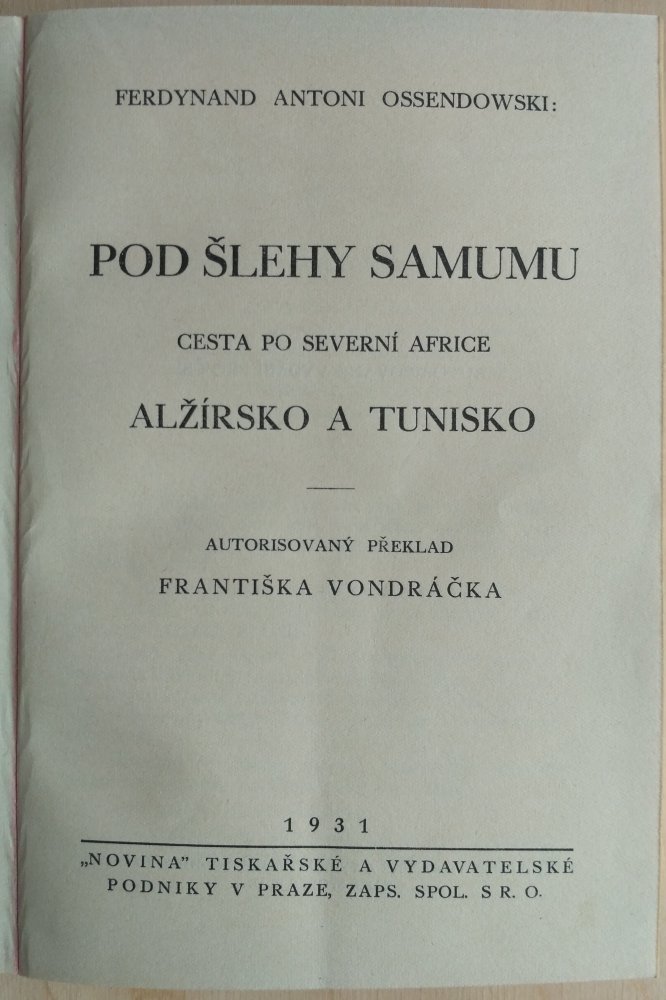 FERDYNAND ANTONI OSSENDOWSKI:
POD ŠLEHY SAMUMU
CESTA PO SEVERNÍ AFRICE
ALŽÍRSKO A TUNISKO
AUTORISOVANÝ PŘEKLAD
FRANTIŠKA VONDRÁČKA
1931
„NOVINA” TISKAŘSKÉ A VYDAVATELSKÉ
PODNIKY V PRAZE, ZAPS. SPOL. S R. O.